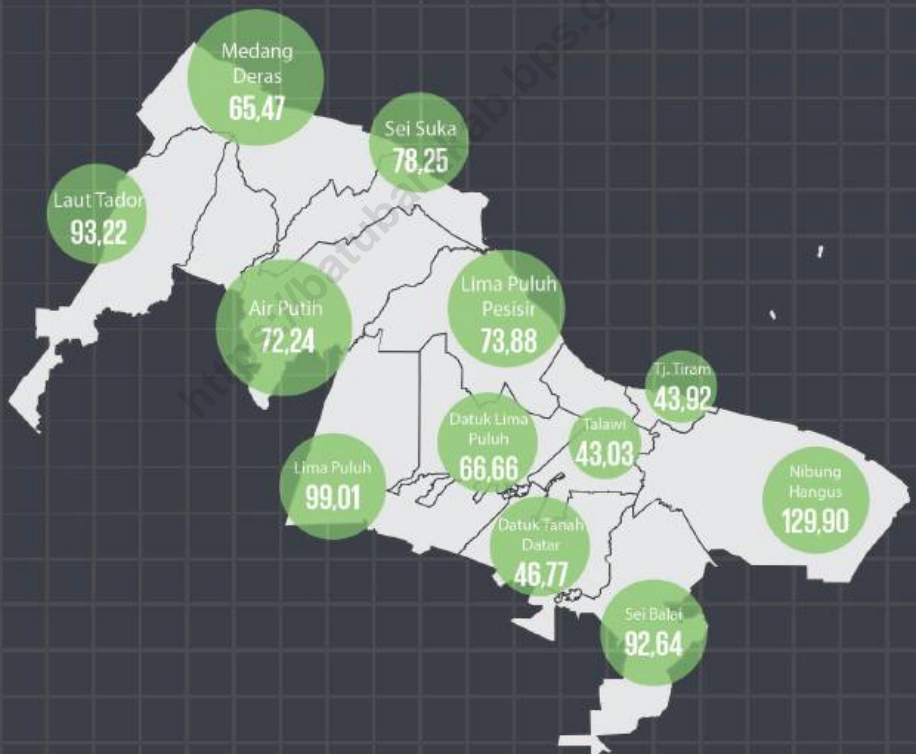 Medang
Deras
65,47
Sei Suka
78,25
Laut Tador
93,22
Air Putih
72,24
Lima Puluh
Pesisir
73,88
Tj. Tiram
43,92
Datuk Lima
Puluh
66,66
Talawi
43,03
Lima Puluh
99,01
Nibung
Hangus
129,90
Datuk Tanah
Datar
46,77
Sei Balai
92,64